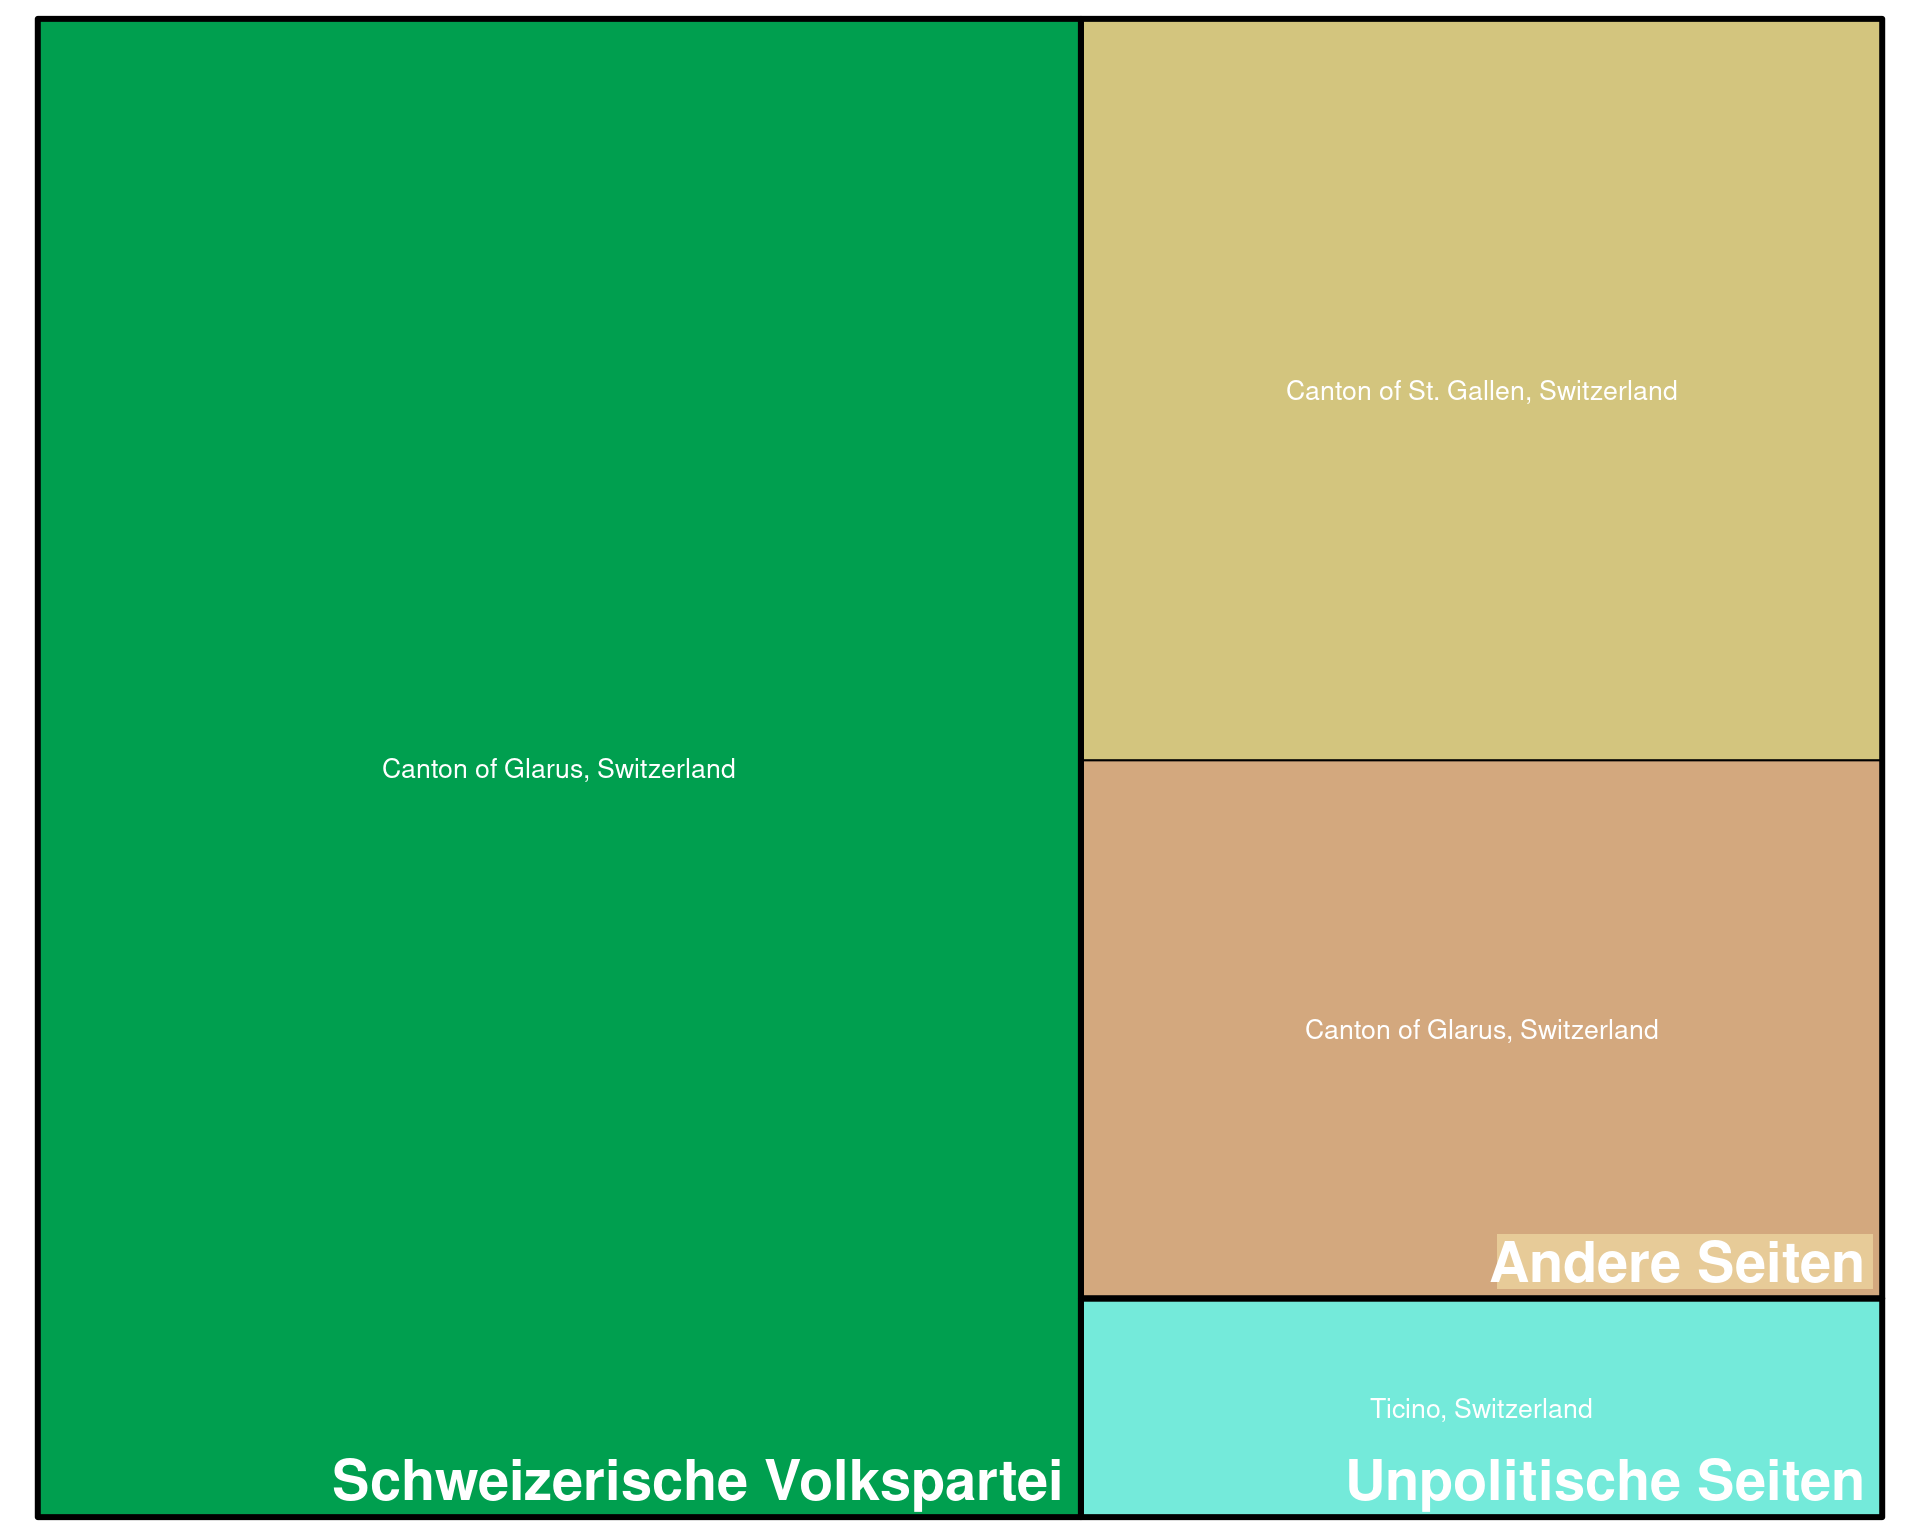 Canton of Glarus, Switzerland
Schweizerische Volkspartei
Canton of St. Gallen, Switzerland
Canton of Glarus, Switzerland
Andere Seiten
Ticino, Switzerland
Unpolitische Seiten